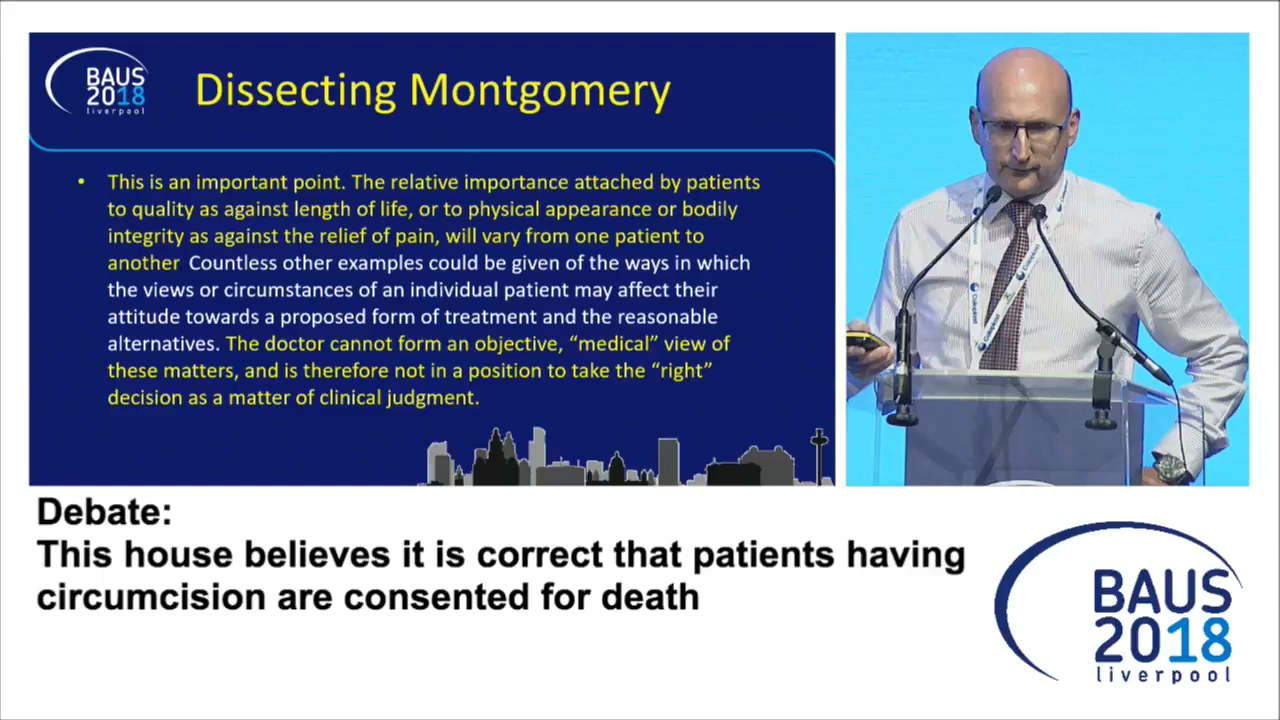 BAUS
2018
liverpool
Dissecting Montgomery
• This is an important point. The relative importance attached by patients
to quality as against length of life, or to physical appearance or bodily
integrity as against the relief of pain, will vary from one patient to
another Countless other examples could be given of the ways in which
the views or circumstances of an individual patient may affect their
attitude towards a proposed form of treatment and the reasonable
alternatives. The doctor cannot form an objective, “medical” view of
these matters, and is therefore not in a position to take the “right”
decision as a matter of clinical judgment.
Coloplast
Coloplast
Debate:
This house believes it is correct that patients having
circumcision are consented for death
BAUS
2018
liverpool